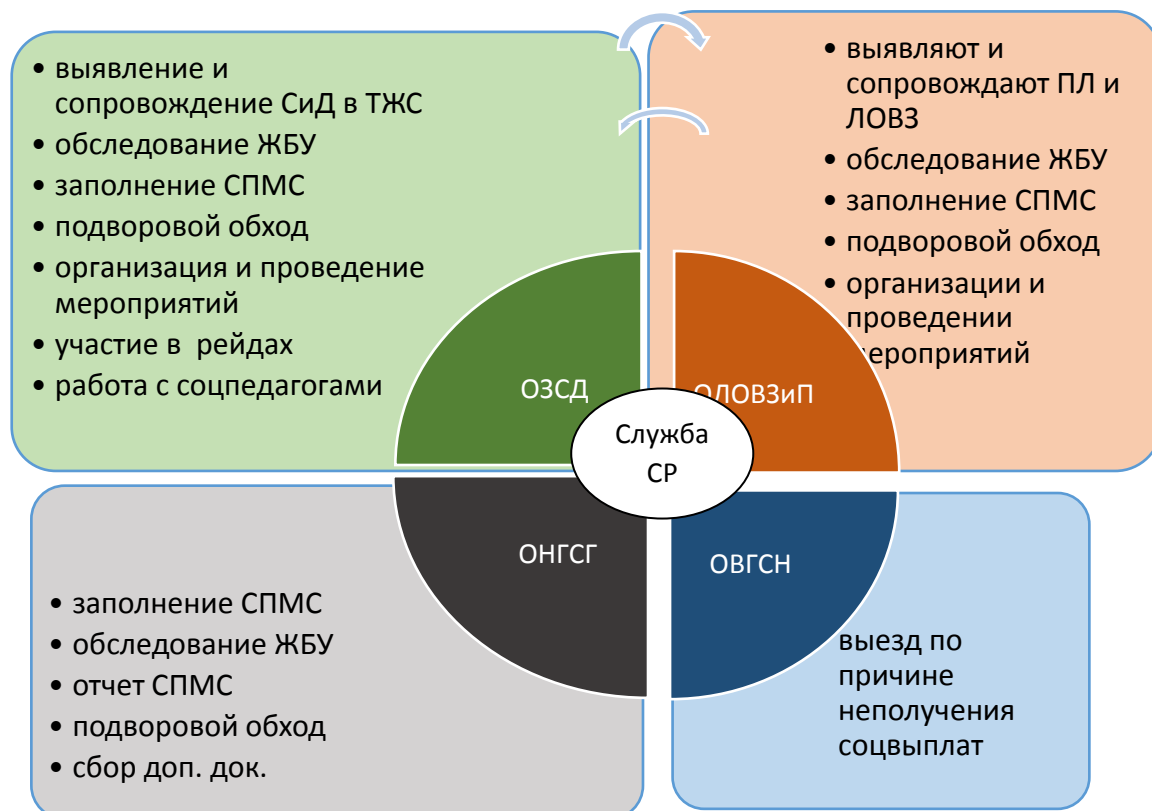 • выявление и
сопровождение СиД в ТЖС
• обследование ЖБУ
• заполнение СПМС
• подворовой обход
• организация и проведение
мероприятий
• участие в рейдах
• работа с соцпедагогами
• выявляют и
сопровождают ПЛ и
ЛОВЗ
• обследование ЖБУ
• заполнение СПМС
• подворовой обход
• организации и
проведении
мероприятий
ОЗСД
ОЛОВЗиП
Служба
СР
ОНГСГ
ОВГСН
• заполнение СПМС
• обследование ЖБУ
• отчет СПМС
• подворовой обход
• сбор доп. док.
выезд по
причине
неполучения
соцвыплат